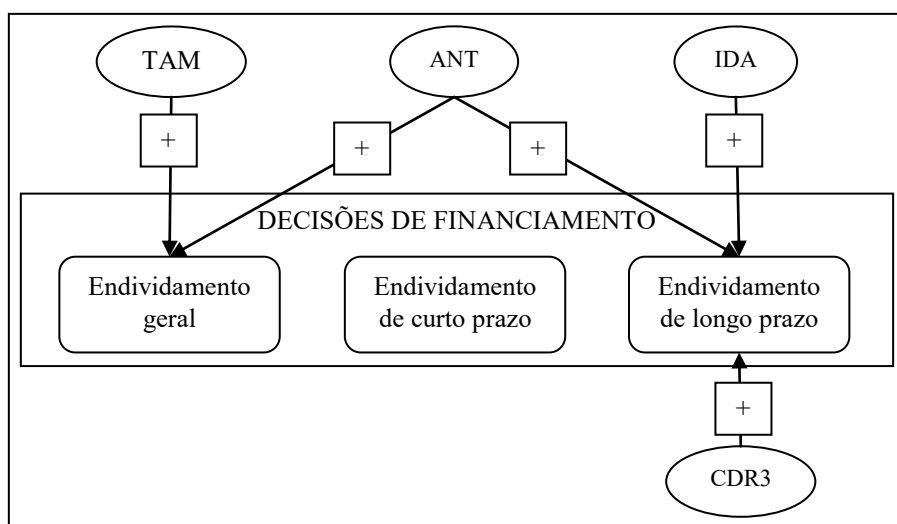 TAM
ANT
IDA
+
+
+
+
DECISÕES DE FINANCIAMENTO
Endividamento
geral
Endividamento
de curto prazo
Endividamento
de longo prazo
+
CDR3